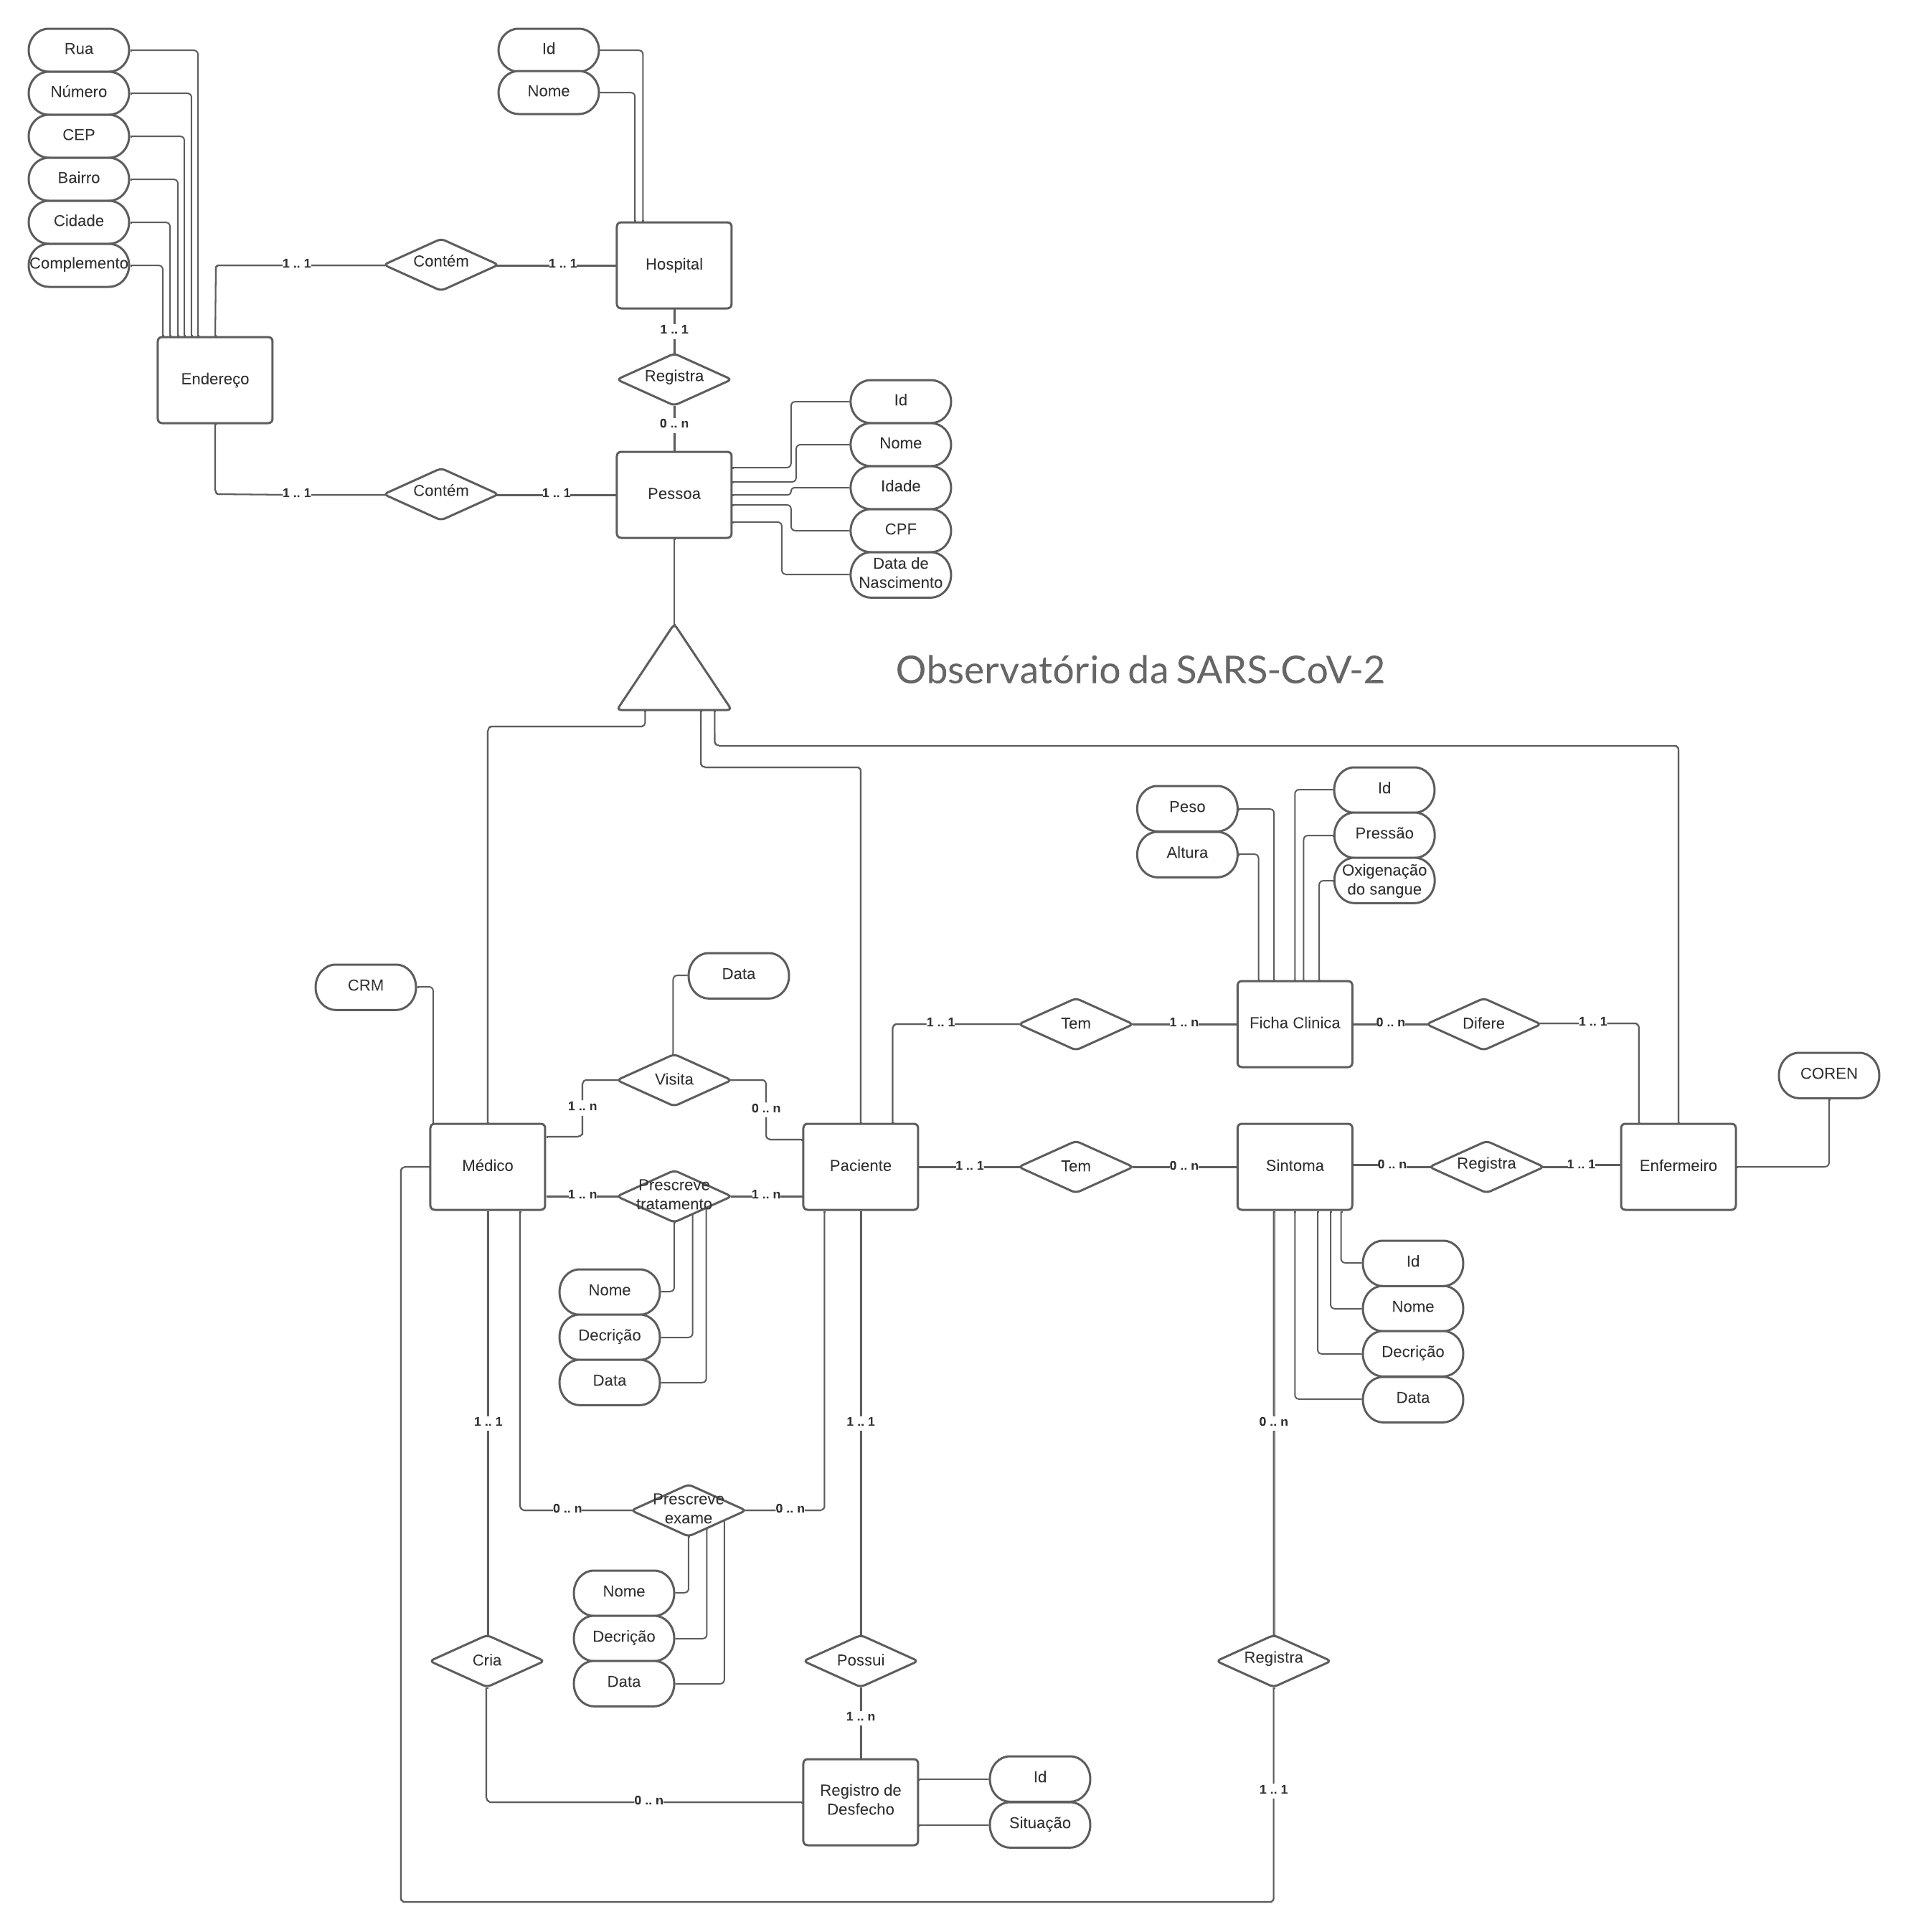 Rua
Número
CEP
Bairro
Cidade
Complemento
Id
Nome
1 .. 1
Contém
1 .. 1
Hospital
1 .. 1
Endereço
Registra
0 .. n
1 .. 1
Contém
1 .. 1
Pessoa
Id
Nome
Idade
CPF
Data de
Nascimento
Observatório da SARS-CoV-2
Peso
Altura
Id
Pressão
Oxigenação
do sangue
CRM
Data
1 .. 1
Tem
1 .. n
Ficha Clinica
0 .. n
Difere
1 .. 1
COREN
Visita
1 .. n
0 .. n
Médico
Paciente
1 .. 1
Tem
0 .. n
Sintoma
0 .. n
Registra
1 .. 1
Enfermeiro
1 .. n
Prescreve
tratamento
1 .. n
Nome
Decrição
Data
Id
Nome
Decrição
Data
1 .. 1
1 .. 1
0 .. n
0 .. n
Prescreve
exame
0 .. n
Nome
Decrição
Data
Cria
Possui
Registra
1 .. n
1 .. 1
0 .. n
Registro de
Desfecho
Id
Situação